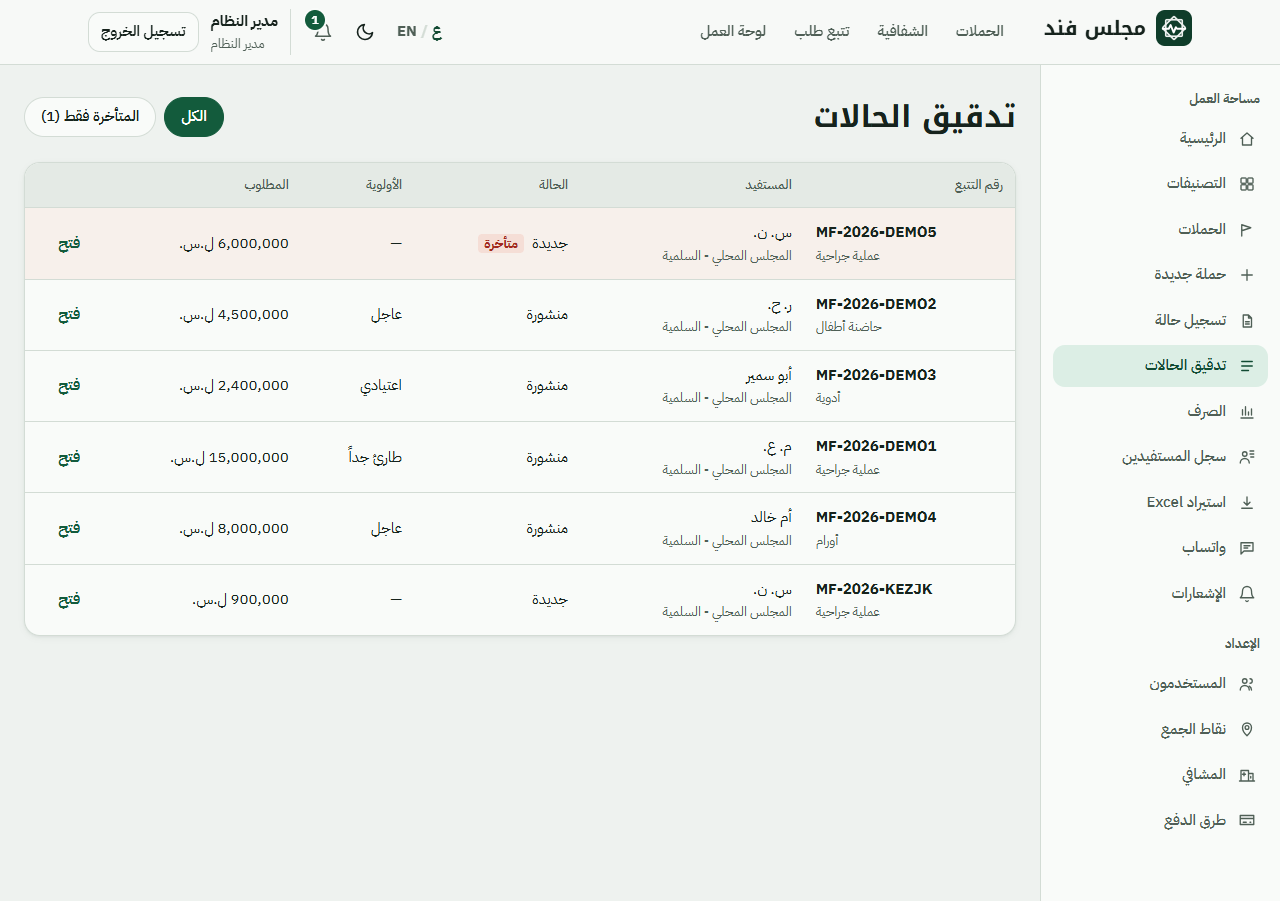 مجلس فند
الحملات
الشفافية
تتبع طلب
لوحة العمل
ع / EN
1
مدير النظام
مدير النظام
تسجيل الخروج
مساحة العمل
الرئيسية
التصنيفات
الحملات
حملة جديدة
تسجيل حالة
تدقيق الحالات
الصرف
سجل المستفيدين
استيراد Excel
واتساب
الإشعارات
الإعداد
المستخدمون
نقاط الجمع
المشافي
طرق الدفع
تدقيق الحالات
الكل
المتأخرة فقط (1)
رقم التتبع المستفيد الحالة الأولوية المطلوب
MF-2026-DEMO5 س. ن. جديدة متأخرة — 6,000,000 ل.س. فتح
عملية جراحية المجلس المحلي - السلمية
MF-2026-DEMO2 ر. ح. منشورة عاجل 4,500,000 ل.س. فتح
حاضنة أطفال المجلس المحلي - السلمية
MF-2026-DEMO3 أبو سمير منشورة اعتيادي 2,400,000 ل.س. فتح
أدوية المجلس المحلي - السلمية
MF-2026-DEMO1 م. ع. منشورة طارئ جداً 15,000,000 ل.س. فتح
عملية جراحية المجلس المحلي - السلمية
MF-2026-DEMO4 أم خالد منشورة عاجل 8,000,000 ل.س. فتح
أورام المجلس المحلي - السلمية
MF-2026-KEZJK س. ن. جديدة — 900,000 ل.س. فتح
عملية جراحية المجلس المحلي - السلمية